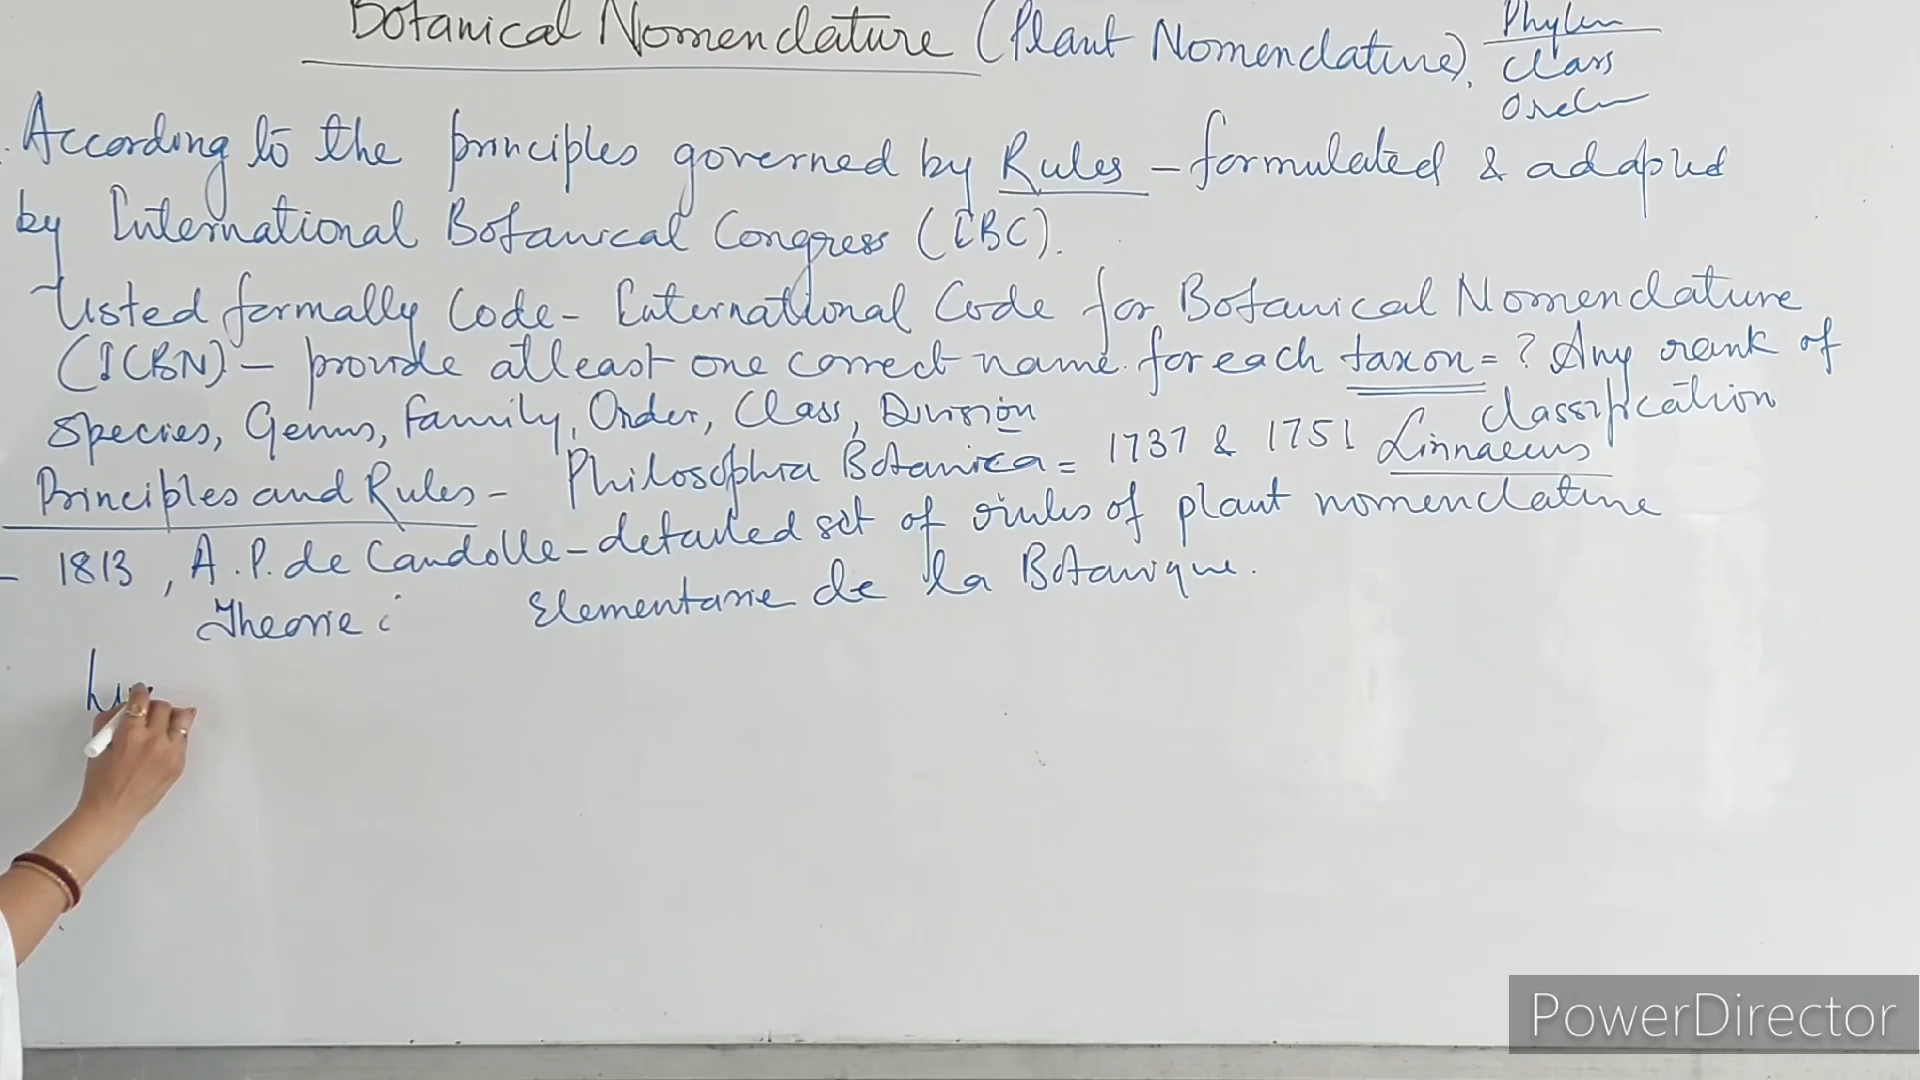 Botanical Nomenclature (Plant Nomenclature),
Phylum
Class
Order
According to the principles governed by Rules - formulated & adapted
by International Botanical Congress (IBC).
Listed formally Code - International Code for Botanical Nomenclature
(ICBN) - provide atleast one correct name for each taxon = ? Any rank of
classification
Species, Genus, Family, Order, Class, Division
Principles and Rules - Philosophia Botanica = 1737 & 1751 Linnaeus
- 1813, A.P. de Candolle - detailed set of rules of plant nomenclature
Theorie: Elementarie de la Botanique.
PowerDirector